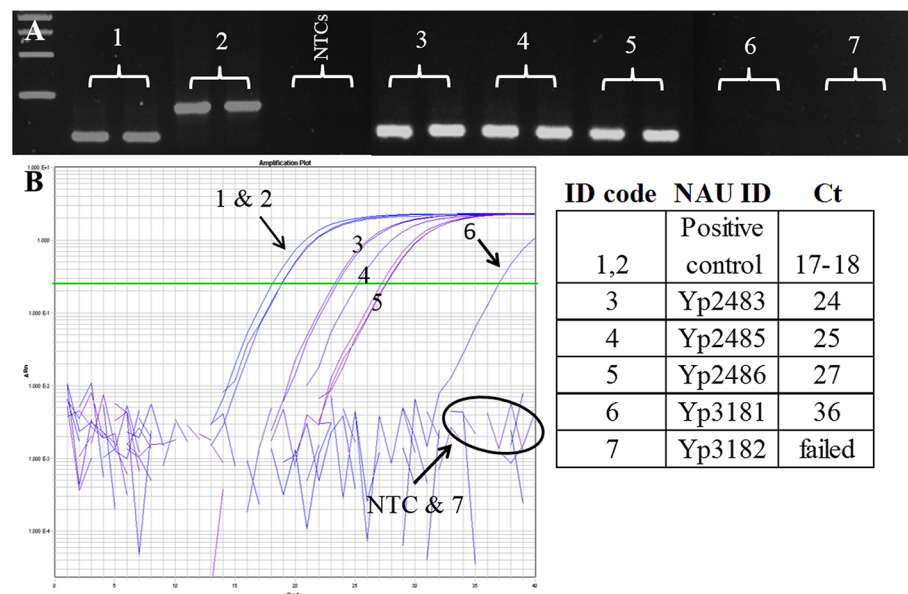 A
1
2
NTCs
3
4
5
6
7
B
Amplification Plot
1.000 E+1
1.000
1.000 E-1
1.000 E-2
1.000 E-3
1.000 E-4
ΔRn
1 & 2
3
4
5
6
NTC & 7
0 5 10 15 20 25 30 35 40
ID code NAU ID Ct
1,2 Positive control 17-18
3 Yp2483 24
4 Yp2485 25
5 Yp2486 27
6 Yp3181 36
7 Yp3182 failed